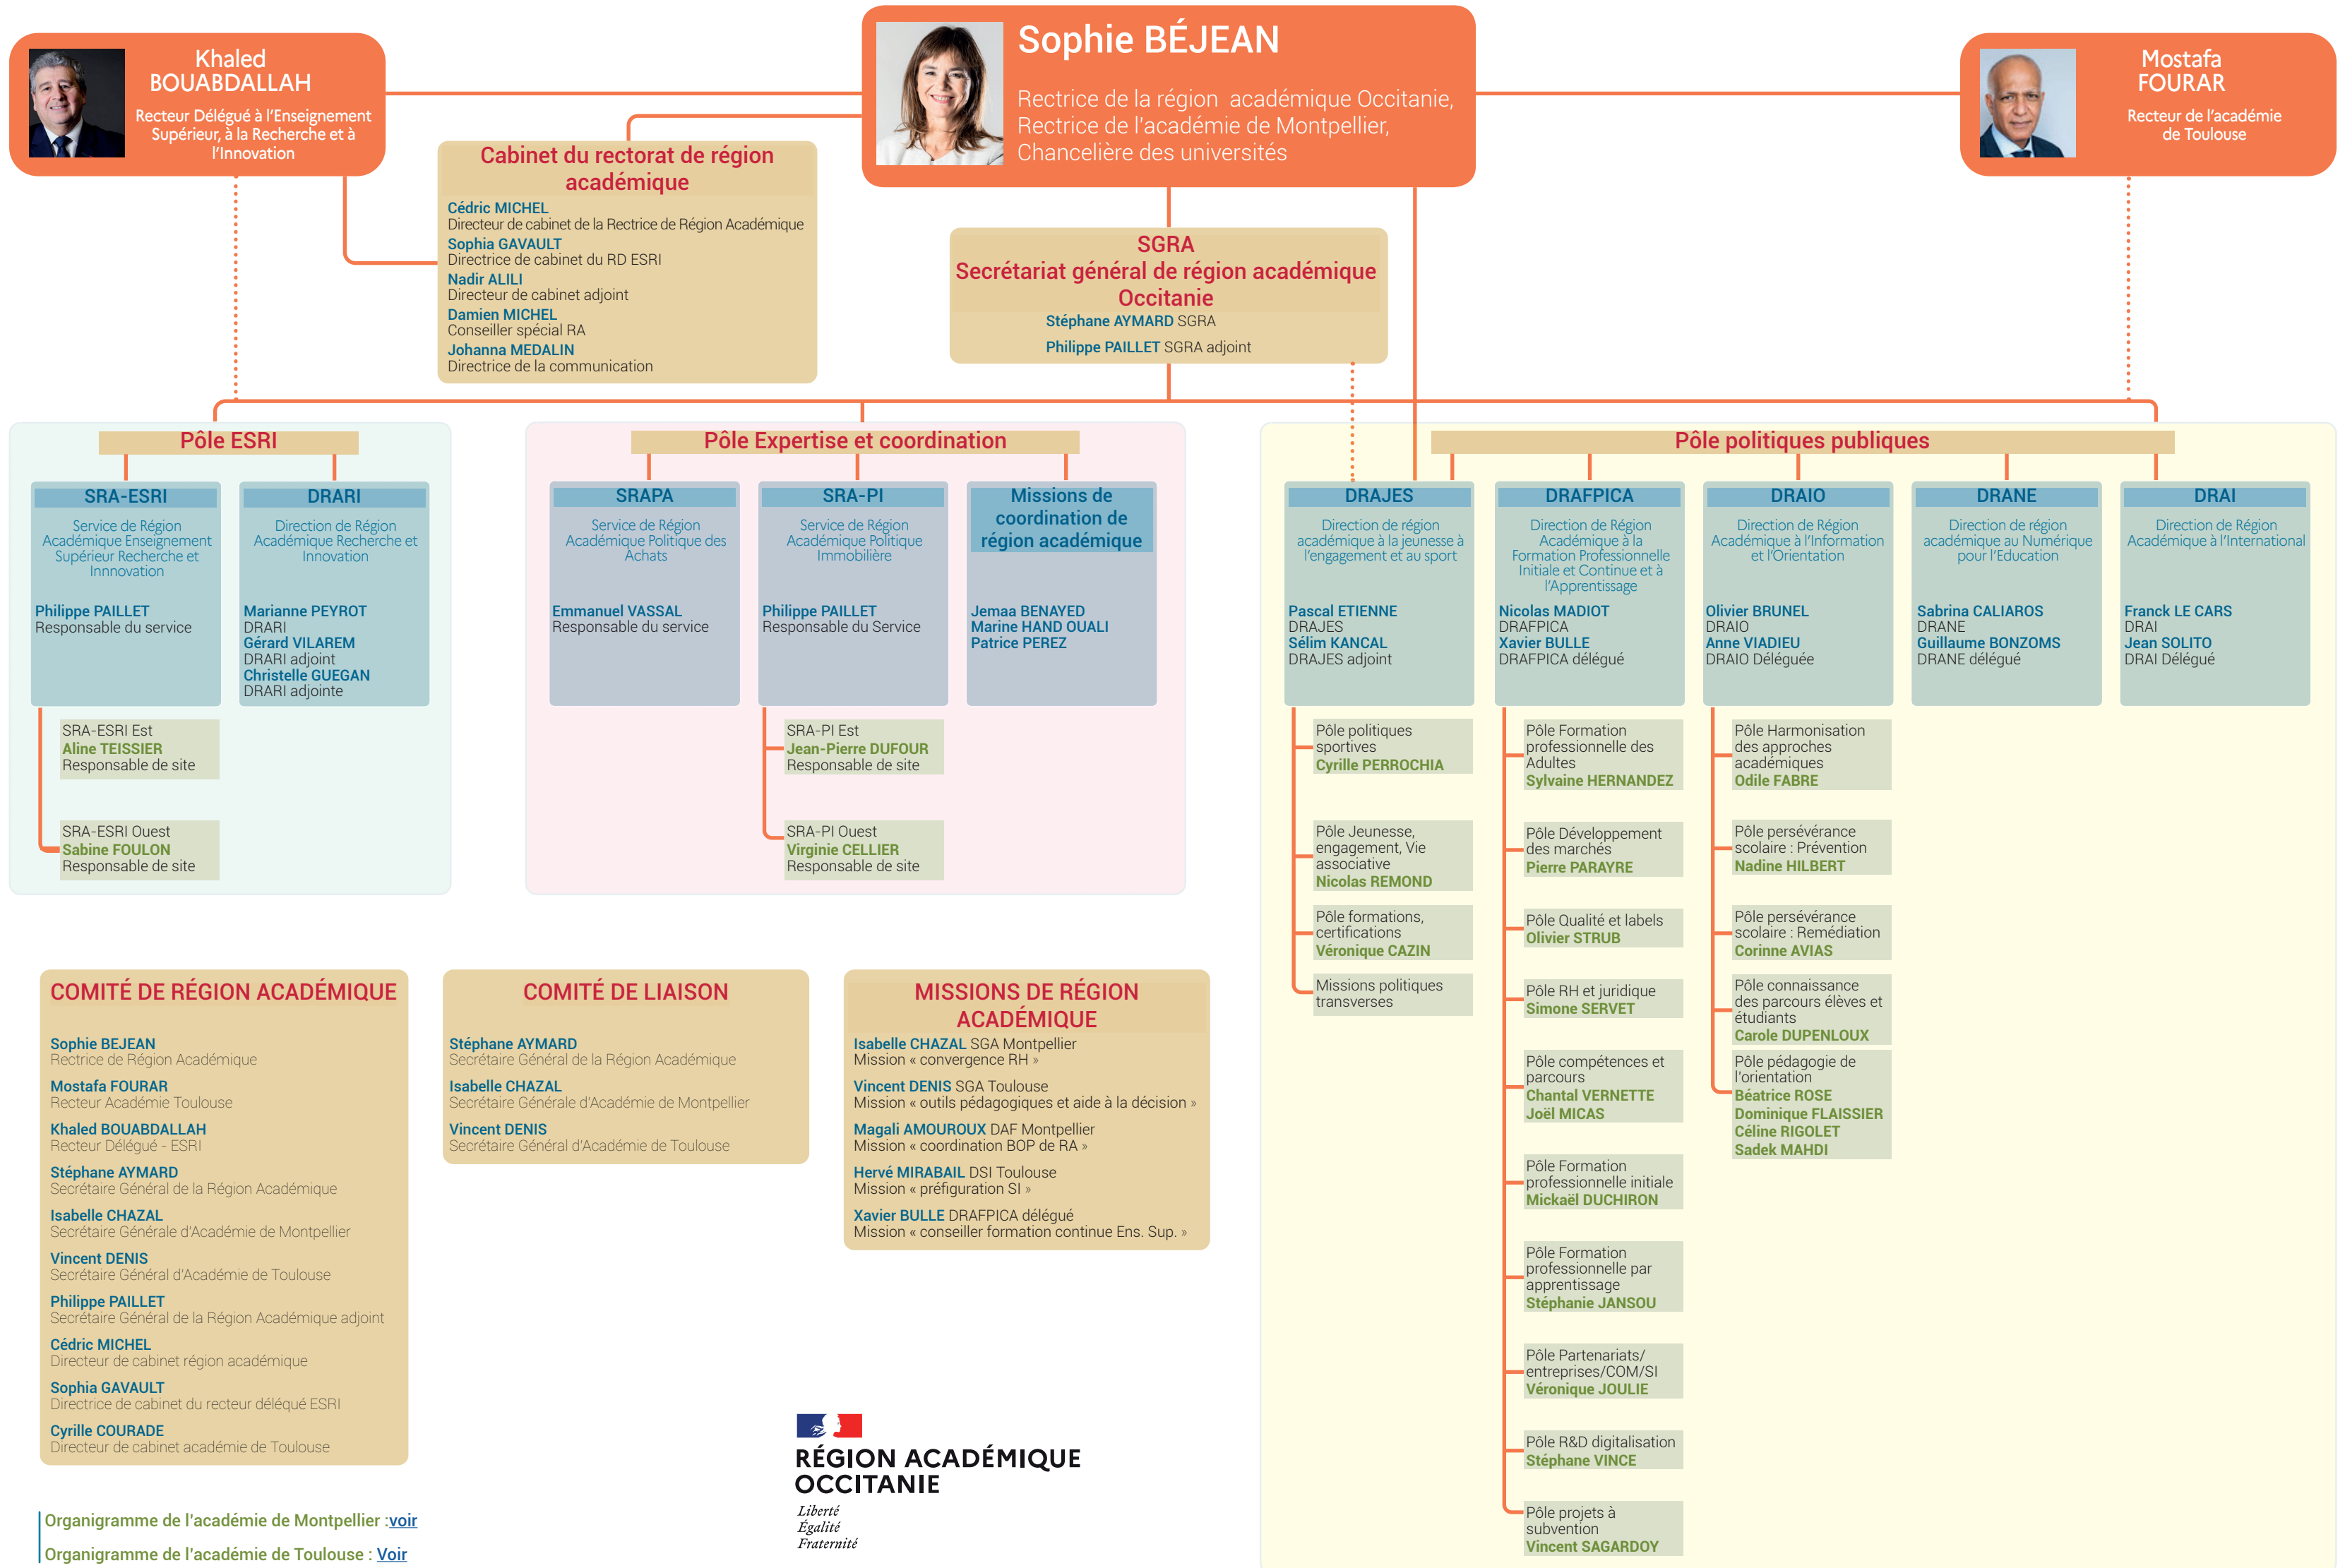 Khaled
BOUABDALLAH
Recteur Délégué à l'Enseignement
Supérieur, à la Recherche et à
l'Innovation
Sophie BÉJEAN
Rectrice de la région académique Occitanie,
Rectrice de l'académie de Montpellier,
Chancelière des universités
Mostafa
FOURAR
Recteur de l'académie
de Toulouse
Cabinet du rectorat de région
académique
Cédric MICHEL
Directeur de cabinet de la Rectrice de Région Académique
Sophia GAVAULT
Directrice de cabinet du RD ESRI
Nadir ALILI
Directeur de cabinet adjoint
Damien MICHEL
Conseiller spécial RA
Johanna MEDALIN
Directrice de la communication
SGRA
Secrétariat général de région académique
Occitanie
Stéphane AYMARD SGRA
Philippe PAILLET SGRA adjoint
Pôle ESRI
SRA-ESRI
Service de Région
Académique Enseignement
Supérieur Recherche et
Innnovation
Philippe PAILLET
Responsable du service
SRA-ESRI Est
Aline TEISSIER
Responsable de site
SRA-ESRI Ouest
Sabine FOULON
Responsable de site
DRARI
Direction de Région
Académique Recherche et
Innovation
Marianne PEYROT
DRARI
Gérard VILAREM
DRARI adjoint
Christelle GUEGAN
DRARI adjointe
Pôle Expertise et coordination
SRAPA
Service de Région
Académique Politique des
Achats
Emmanuel VASSAL
Responsable du service
SRA-PI
Service de Région
Académique Politique
Immobilière
Philippe PAILLET
Responsable du Service
SRA-PI Est
Jean-Pierre DUFOUR
Responsable de site
SRA-PI Ouest
Virginie CELLIER
Responsable de site
Missions de
coordination de
région académique
Jemaa BENAYED
Marine HAND OUALI
Patrice PEREZ
Pôle politiques publiques
DRAJES
Direction de région
académique à la jeunesse à
l'engagement et au sport
Pascal ETIENNE
DRAJES
Sélim KANCAL
DRAJES adjoint
Pôle politiques
sportives
Cyrille PERROCHIA
Pôle Jeunesse,
engagement, Vie
associative
Nicolas REMOND
Pôle formations,
certifications
Véronique CAZIN
Missions politiques
transverses
DRAFPICA
Direction de Région
Académique à la
Formation Professionnelle
Initiale et Continue et à
l'Apprentissage
Nicolas MADIOT
DRAFPICA
Xavier BULLE
DRAFPICA délégué
Pôle Formation
professionnelle des
Adultes
Sylvaine HERNANDEZ
Pôle Développement
des marchés
Pierre PARAYRE
Pôle Qualité et labels
Olivier STRUB
Pôle RH et juridique
Simone SERVET
Pôle compétences et
parcours
Chantal VERNETTE
Joël MICAS
Pôle Formation
professionnelle initiale
Mickaël DUCHIRON
Pôle Formation
professionnelle par
apprentissage
Stéphanie JANSOU
Pôle Partenariats/
entreprises/COM/SI
Véronique JOULIE
Pôle R&D digitalisation
Stéphane VINCE
Pôle projets à
subvention
Vincent SAGARDOY
DRAIO
Direction de Région
Académique à l'Information
et l'Orientation
Olivier BRUNEL
DRAIO
Anne VIADIEU
DRAIO Déléguée
Pôle Harmonisation
des approches
académiques
Odile FABRE
Pôle persévérance
scolaire : Prévention
Nadine HILBERT
Pôle persévérance
scolaire : Remédiation
Corinne AVIAS
Pôle connaissance
des parcours élèves et
étudiants
Carole DUPENLOUX
Pôle pédagogie de
l'orientation
Béatrice ROSE
Dominique FLAISSIER
Céline RIGOLET
Sadek MAHDI
DRANE
Direction de région
académique au Numérique
pour l'Education
Sabrina CALIAROS
DRANE
Guillaume BONZOMS
DRANE délégué
DRAI
Direction de Région
Académique à l'International
Franck LE CARS
DRAI
Jean SOLITO
DRAI Délégué
COMITÉ DE RÉGION ACADÉMIQUE
Sophie BEJEAN
Rectrice de Région Académique
Mostafa FOURAR
Recteur Académie Toulouse
Khaled BOUABDALLAH
Recteur Délégué - ESRI
Stéphane AYMARD
Secrétaire Général de la Région Académique
Isabelle CHAZAL
Secrétaire Générale d'Académie de Montpellier
Vincent DENIS
Secrétaire Général d'Académie de Toulouse
Philippe PAILLET
Secrétaire Général de la Région Académique adjoint
Cédric MICHEL
Directeur de cabinet région académique
Sophia GAVAULT
Directrice de cabinet du recteur déléqué ESRI
Cyrille COURADE
Directeur de cabinet académie de Toulouse
COMITÉ DE LIAISON
Stéphane AYMARD
Secrétaire Général de la Région Académique
Isabelle CHAZAL
Secrétaire Générale d'Académie de Montpellier
Vincent DENIS
Secrétaire Général d'Académie de Toulouse
MISSIONS DE RÉGION
ACADÉMIQUE
Isabelle CHAZAL SGA Montpellier
Mission « convergence RH »
Vincent DENIS SGA Toulouse
Mission « outils pédagogiques et aide à la décision »
Magali AMOUROUX DAF Montpellier
Mission « coordination BOP de RA »
Hervé MIRABAIL DSI Toulouse
Mission « préfiguration SI »
Xavier BULLE DRAFPICA délégué
Mission « conseiller formation continue Ens. Sup. »
RÉGION ACADÉMIQUE
OCCITANIE
Liberté
Égalité
Fraternité
Organigramme de l'académie de Montpellier :voir
Organigramme de l'académie de Toulouse : Voir